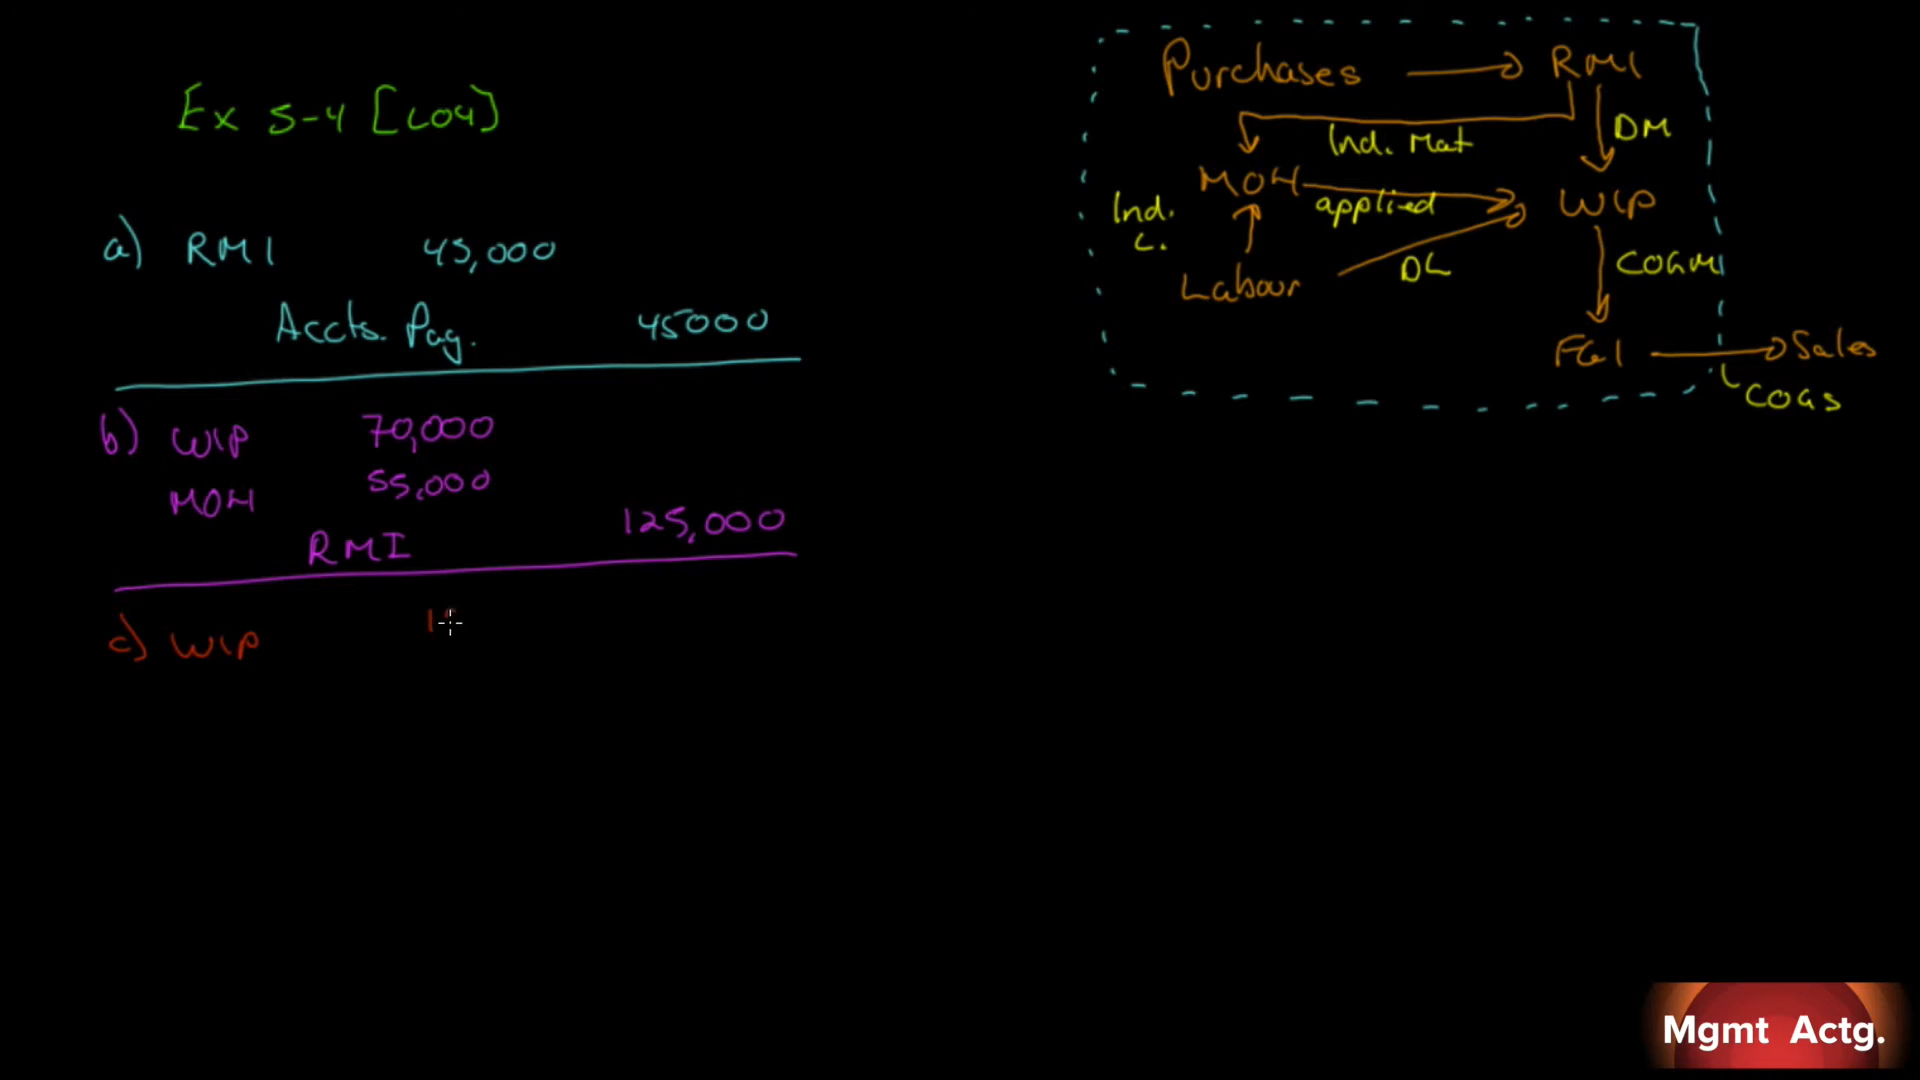 Ex 5-4 [LO4]
a) RMI 45,000
Accts. Pay. 45000
b) WIP 70,000
MOH 55,000
RMI 125,000
c) WIP
Purchases RMI
Ind. Mat DM
MOH applied WIP
Ind.
L.
Labour DL COGM
FGI Sales
COGS
Mgmt Actg.